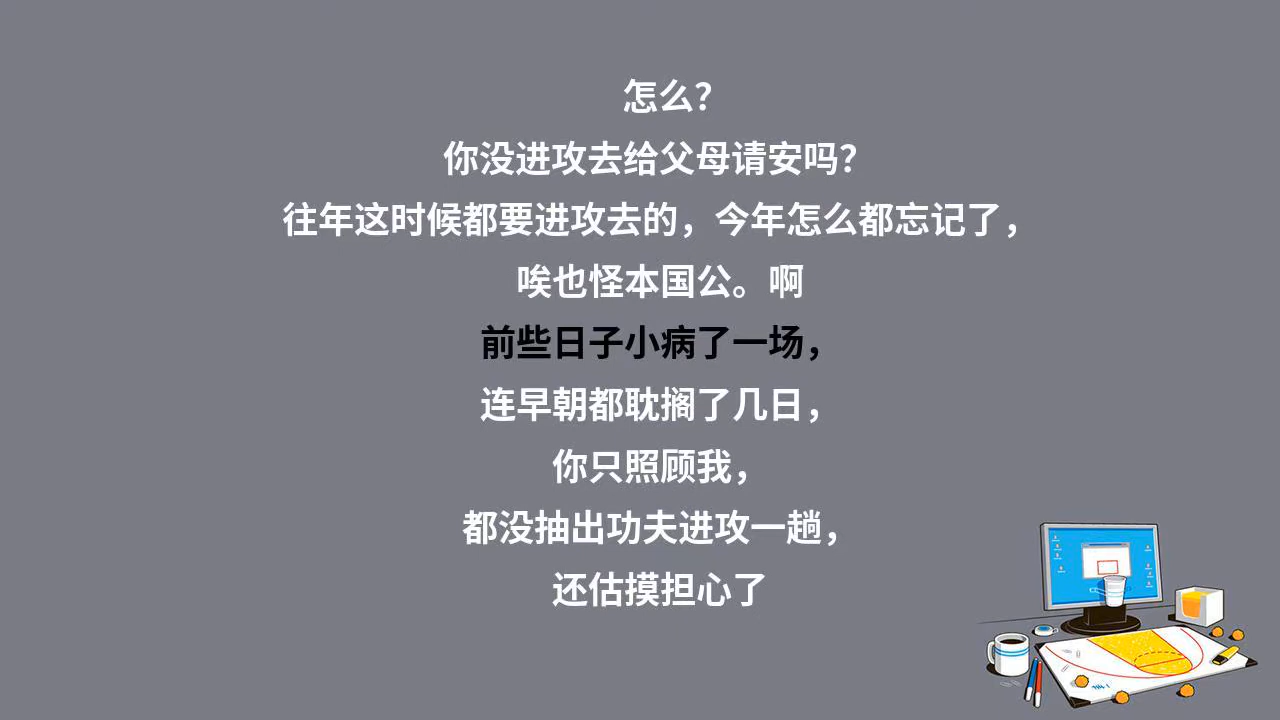 怎么？
你没进攻去给父母请安吗？
往年这时候都要进攻去的，今年怎么都忘记了，
唉也怪本国公。啊
前些日子小病了一场，
连早朝都耽搁了几日，
你只照顾我，
都没抽出功夫进攻一趟，
还估摸担心了